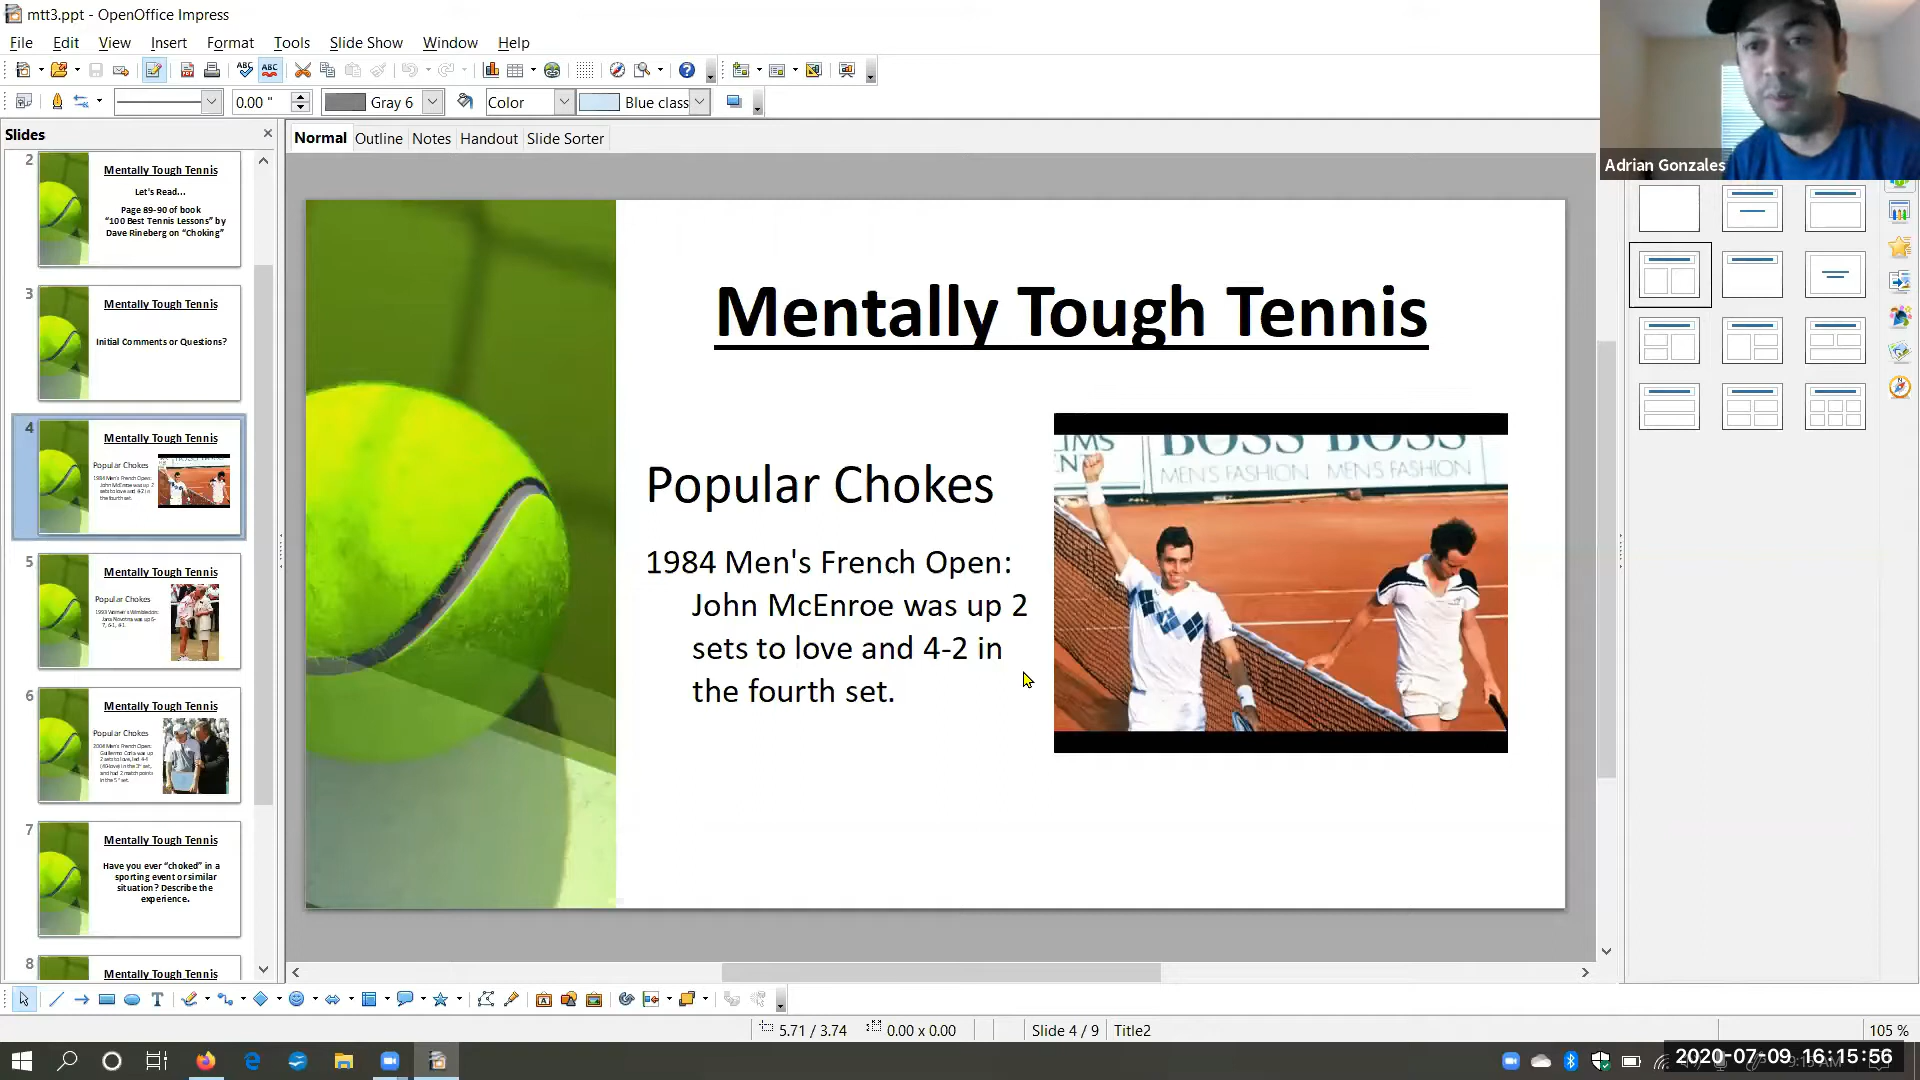 mtt3.ppt - OpenOffice Impress
File Edit View Insert Format Tools Slide Show Window Help
0.00 " Gray 6 Color Blue class
Slides
Normal Outline Notes Handout Slide Sorter
Adrian Gonzales
2
Mentally Tough Tennis
Let's Read...
Page 89-90 of book
"100 Best Tennis Lessons" by
Dave Rineberg on "Choking"
3
Mentally Tough Tennis
Initial Comments or Questions?
4
Mentally Tough Tennis
Popular Chokes
1984 Men's French Open:
John McEnroe was up 2
sets to love and 4-2 in
the fourth set.
5
Mentally Tough Tennis
Popular Chokes
1993 Women's Wimbledon:
Jana Novotna was up 6-
7, 6-1, 4-1.
6
Mentally Tough Tennis
Popular Chokes
2004 Men's French Open:
Guillermo Coria was up
2 sets to love, led 4-4
(40-love) in the 3rd set,
and had 2 match points
in the 5th set.
7
Mentally Tough Tennis
Have you ever "choked" in a
sporting event or similar
situation? Describe the
experience.
8
Mentally Tough Tennis
Mentally Tough Tennis
Popular Chokes
1984 Men's French Open:
John McEnroe was up 2
sets to love and 4-2 in
the fourth set.
BOSS BOSS
MEN'S FASHION MEN'S FASHION
5.71 / 3.74 0.00 x 0.00 Slide 4 / 9 Title2 105 %
2020-07-09 16:15:56